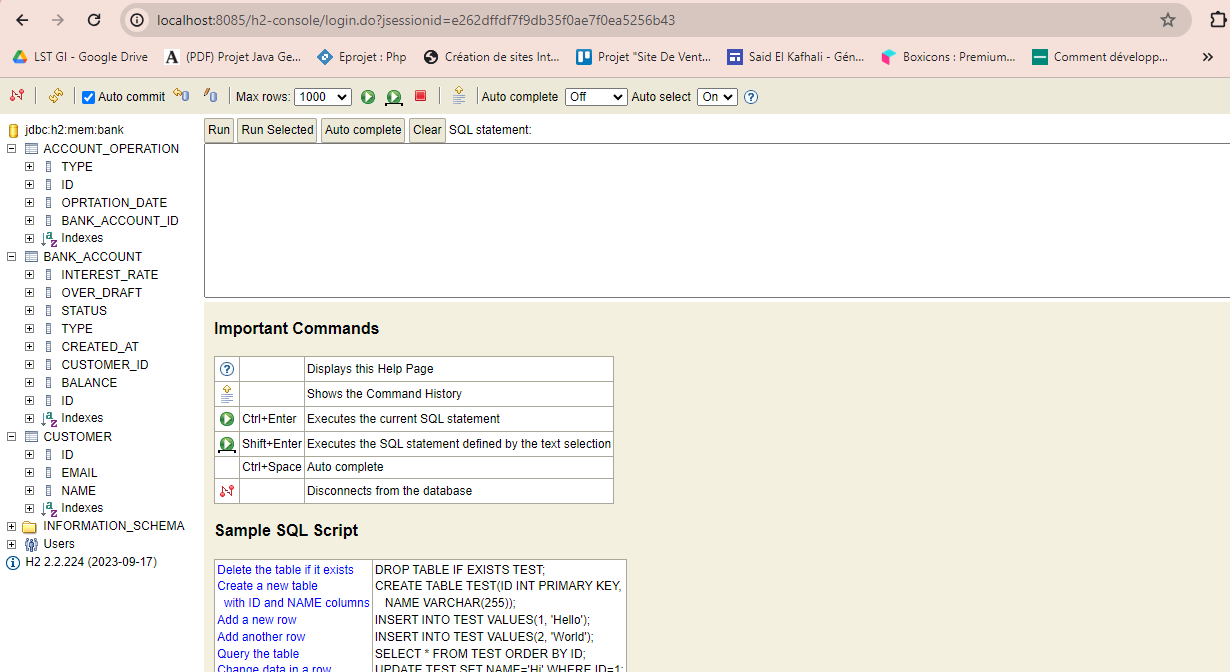 localhost:8085/h2-console/login.do?jsessionid=e262dffdf7f9db35f0ae7f0ea5256b43
LST GI - Google Drive A (PDF) Projet Java Ge... Eprojet : Php Création de sites Int... Projet "Site De Vent... Said El Kafhali - Gén... Boxicons : Premium... Comment développ... »
Auto commit Max rows: 1000 Auto complete Off Auto select On ?
jdbc:h2:mem:bank
ACCOUNT_OPERATION
TYPE
ID
OPRTATION_DATE
BANK_ACCOUNT_ID
Indexes
BANK_ACCOUNT
INTEREST_RATE
OVER_DRAFT
STATUS
TYPE
CREATED_AT
CUSTOMER_ID
BALANCE
ID
Indexes
CUSTOMER
ID
EMAIL
NAME
Indexes
INFORMATION_SCHEMA
Users
H2 2.2.224 (2023-09-17)
Run Run Selected Auto complete Clear SQL statement:
Important Commands
? Displays this Help Page
Shows the Command History
Ctrl+Enter Executes the current SQL statement
Shift+Enter Executes the SQL statement defined by the text selection
Ctrl+Space Auto complete
Disconnects from the database
Sample SQL Script
Delete the table if it exists DROP TABLE IF EXISTS TEST;
Create a new table CREATE TABLE TEST(ID INT PRIMARY KEY,
with ID and NAME columns NAME VARCHAR(255));
Add a new row INSERT INTO TEST VALUES(1, 'Hello');
Add another row INSERT INTO TEST VALUES(2, 'World');
Query the table SELECT * FROM TEST ORDER BY ID;
Change data in a row UPDATE TEST SET NAME='Hi' WHERE ID=1;